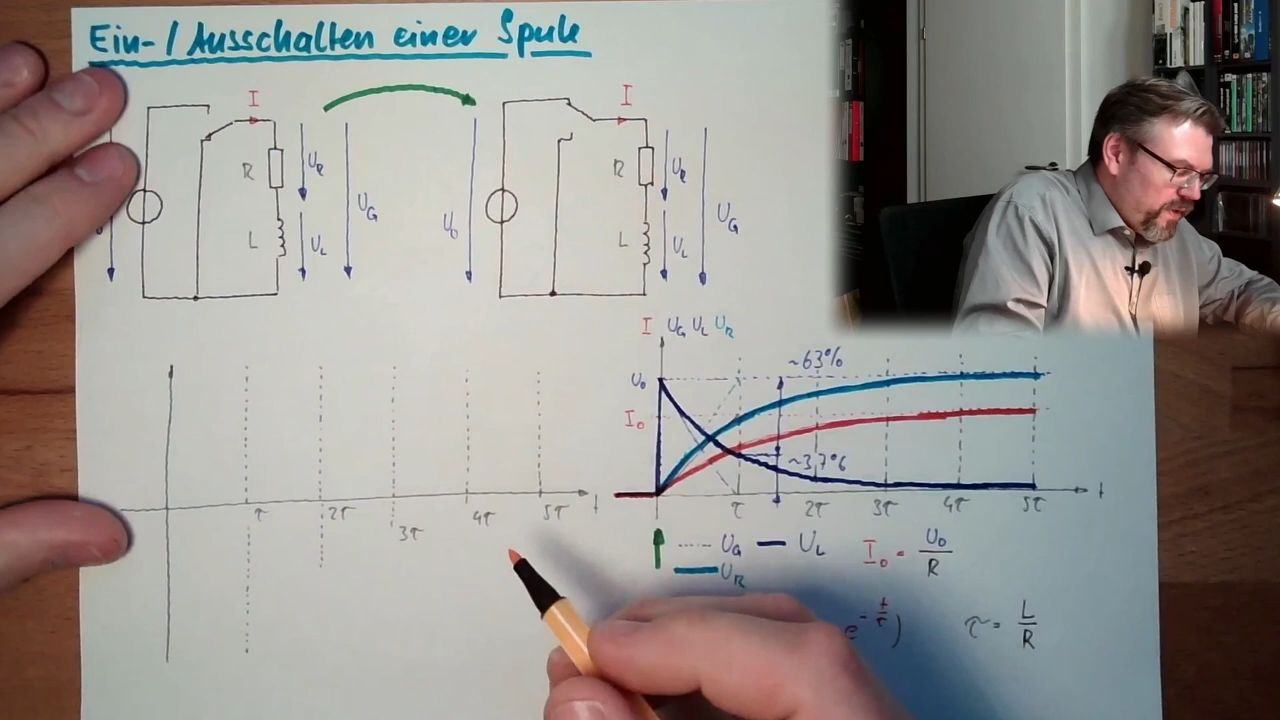 Ein- / Ausschalten einer Spule
I
R
U_R
U_G
L
U_L
I
U_0
R
U_R
U_G
L
U_L
τ 2τ 3τ 4τ 5τ t
I U_G U_L U_R
U_0
~63%
I_0
~37%
τ 2τ 3τ 4τ 5τ t
U_G U_L
U_R
I_0 = U_0 / R
e^{-t/τ})
τ = L / R